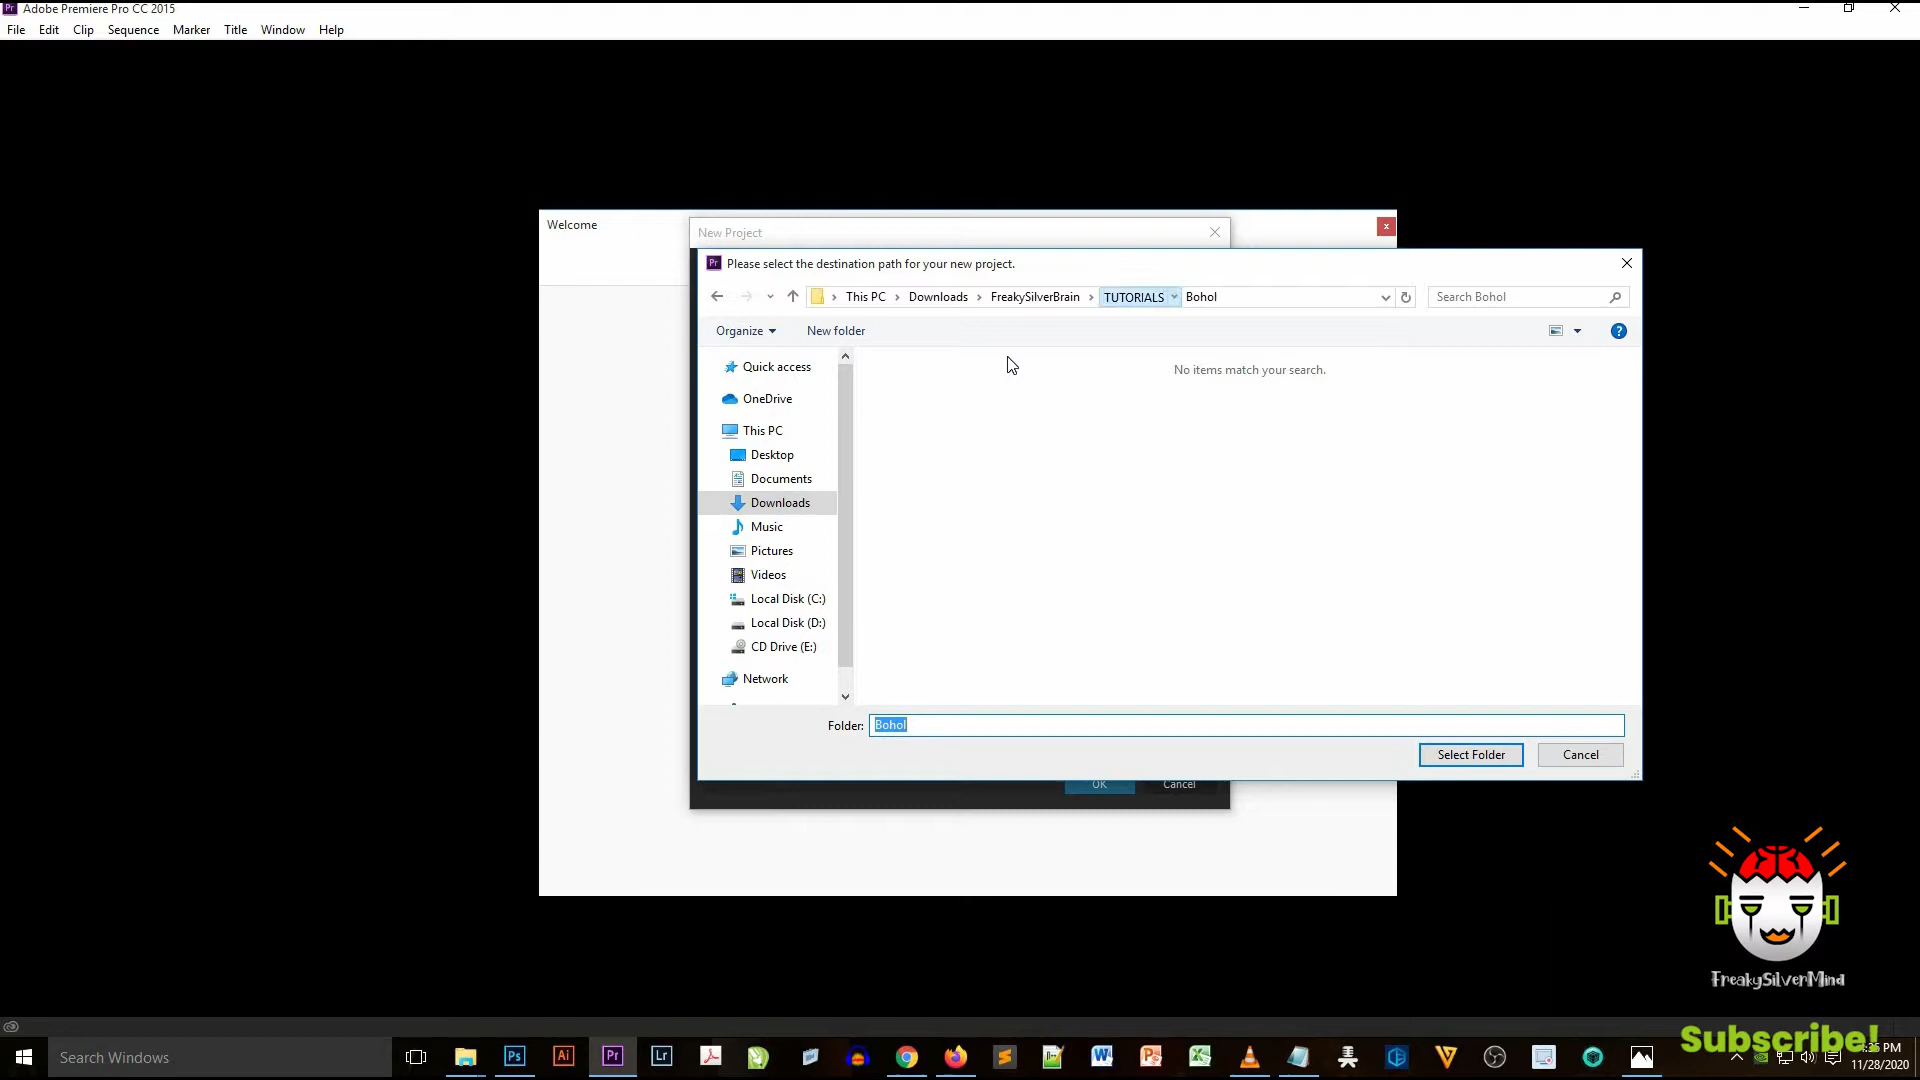 Adobe Premiere Pro CC 2015
File Edit Clip Sequence Marker Title Window Help
Welcome
New Project
Please select the destination path for your new project.
This PC Downloads FreakySilverBrain TUTORIALS Bohol
Search Bohol
Organize New folder
Quick access
No items match your search.
OneDrive
This PC
Desktop
Documents
Downloads
Music
Pictures
Videos
Local Disk (C:)
Local Disk (D:)
CD Drive (E:)
Network
Folder: Bohol
Select Folder Cancel
OK Cancel
FreakySilverMind
Subscribe!
Search Windows
PM
11/28/2020